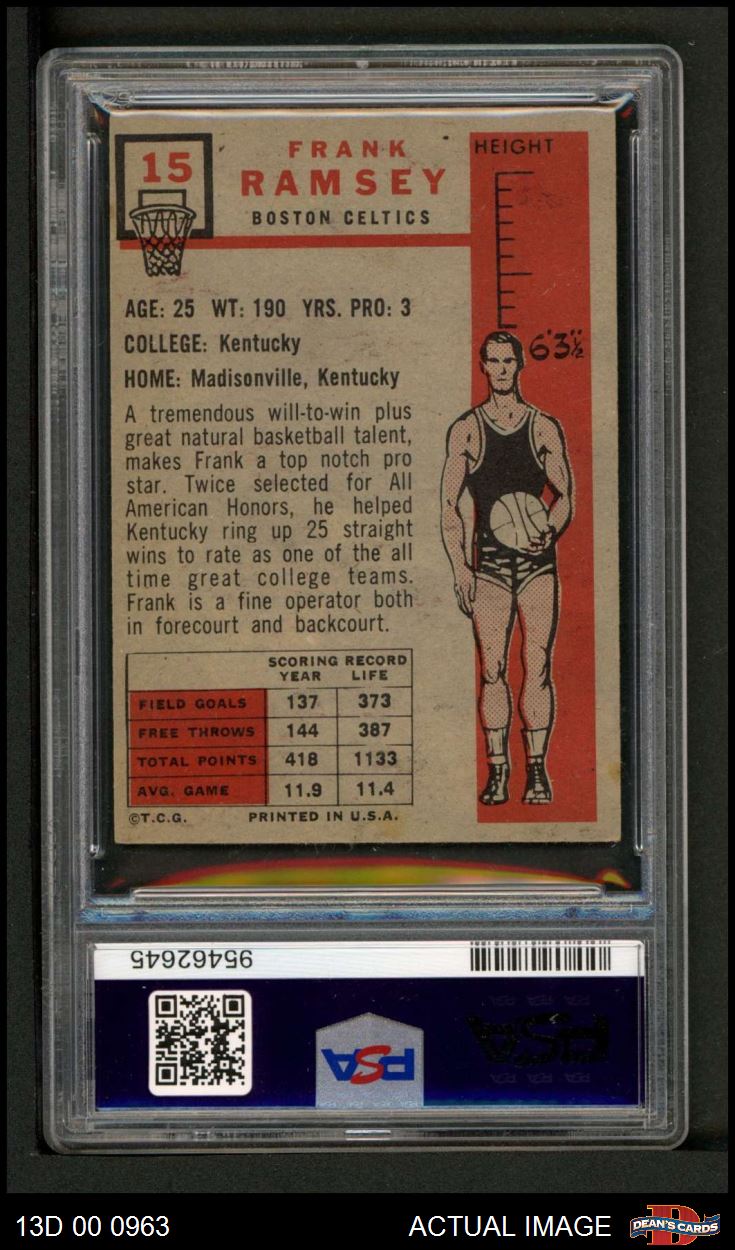 15
FRANK
RAMSEY
BOSTON CELTICS
HEIGHT
6'3½"
AGE: 25 WT: 190 YRS. PRO: 3
COLLEGE: Kentucky
HOME: Madisonville, Kentucky
A tremendous will-to-win plus
great natural basketball talent,
makes Frank a top notch pro
star. Twice selected for All
American Honors, he helped
Kentucky ring up 25 straight
wins to rate as one of the all
time great college teams.
Frank is a fine operator both
in forecourt and backcourt.
SCORING RECORD
YEAR LIFE
FIELD GOALS 137 373
FREE THROWS 144 387
TOTAL POINTS 418 1133
AVG. GAME 11.9 11.4
©T.C.G. PRINTED IN U.S.A.
95462645
PSA
PSA
13D 00 0963
ACTUAL IMAGE
DEAN'S CARDS